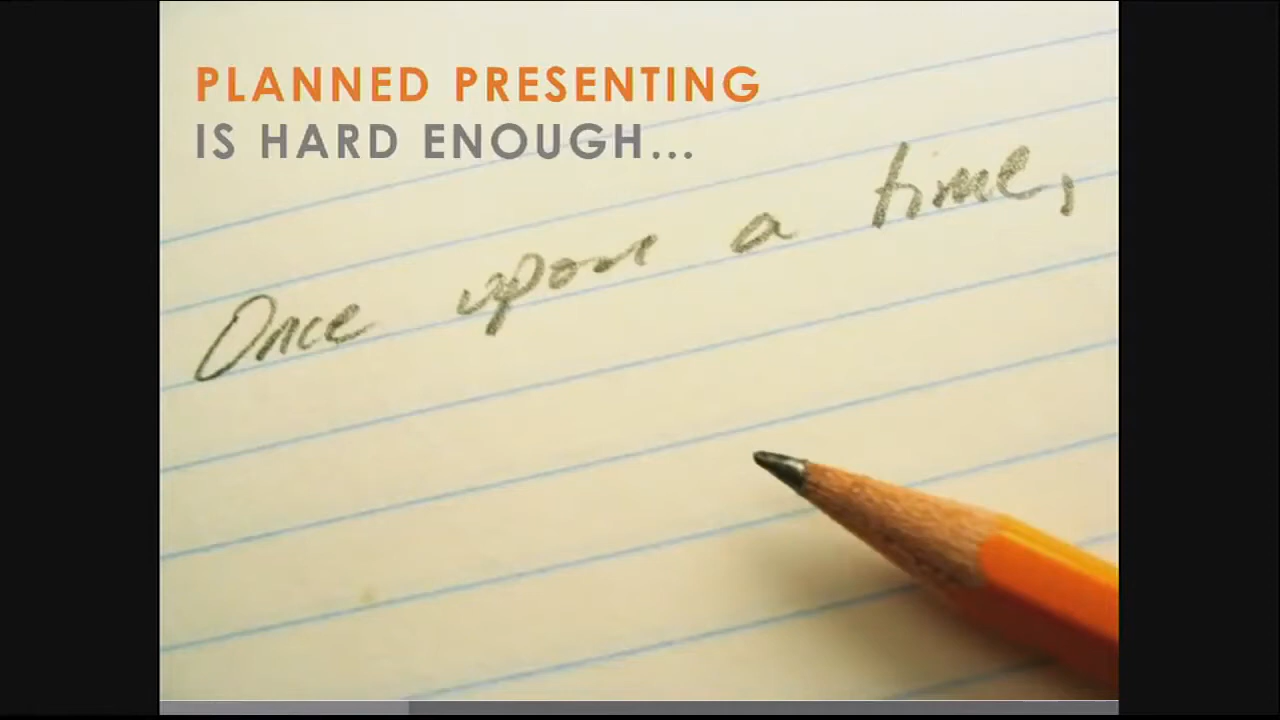 PLANNED PRESENTING
IS HARD ENOUGH...
Once upon a time,